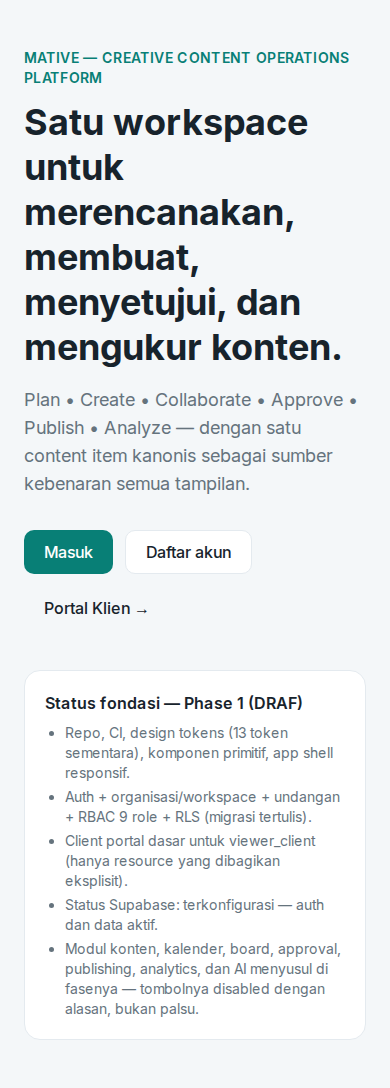 MATIVE — CREATIVE CONTENT OPERATIONS
PLATFORM
Satu workspace
untuk
merencanakan,
membuat,
menyetujui, dan
mengukur konten.
Plan • Create • Collaborate • Approve •
Publish • Analyze — dengan satu
content item kanonis sebagai sumber
kebenaran semua tampilan.
Masuk
Daftar akun
Portal Klien →
Status fondasi — Phase 1 (DRAF)
• Repo, CI, design tokens (13 token
sementara), komponen primitif, app shell
responsif.
• Auth + organisasi/workspace + undangan
+ RBAC 9 role + RLS (migrasi tertulis).
• Client portal dasar untuk viewer_client
(hanya resource yang dibagikan
eksplisit).
• Status Supabase: terkonfigurasi — auth
dan data aktif.
• Modul konten, kalender, board, approval,
publishing, analytics, dan AI menyusul di
fasenya — tombolnya disabled dengan
alasan, bukan palsu.